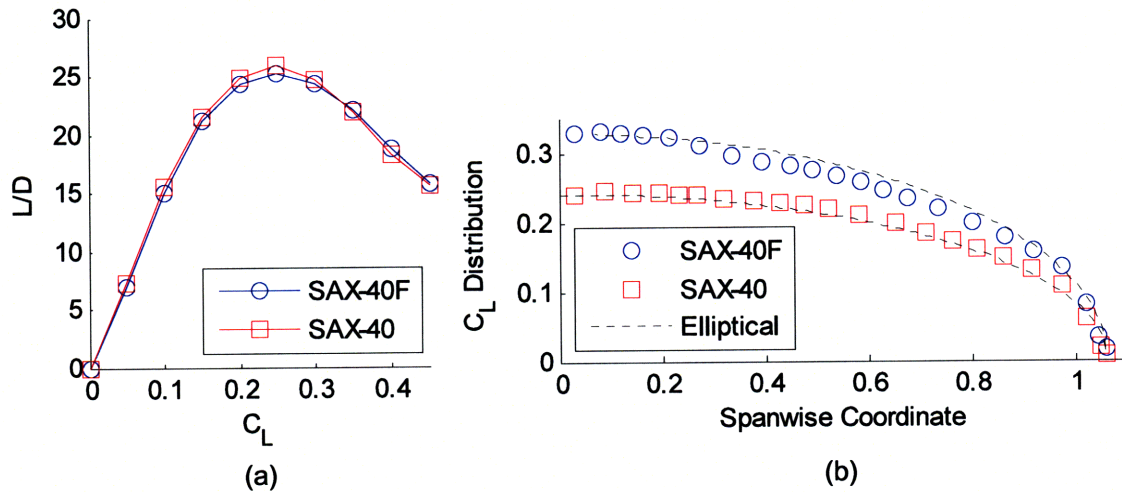 30
25
20
15
10
5
0
L/D
SAX-40F
SAX-40
0 0.1 0.2 0.3 0.4
C_L
(a)
0.3
0.2
0.1
0
C_L Distribution
SAX-40F
SAX-40
Elliptical
0 0.2 0.4 0.6 0.8 1
Spanwise Coordinate
(b)